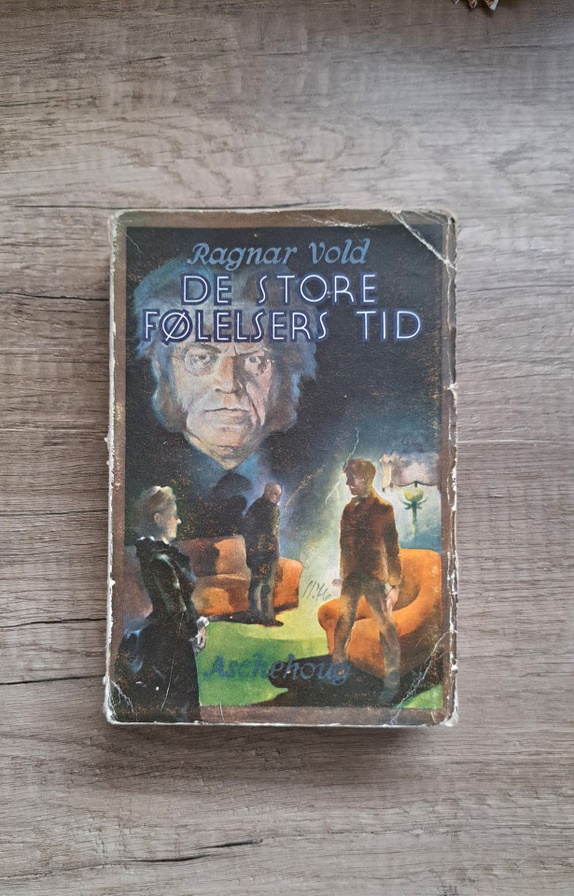 Ragnar Vold
DE STORE
FØLELSERS TID
Aschehoug